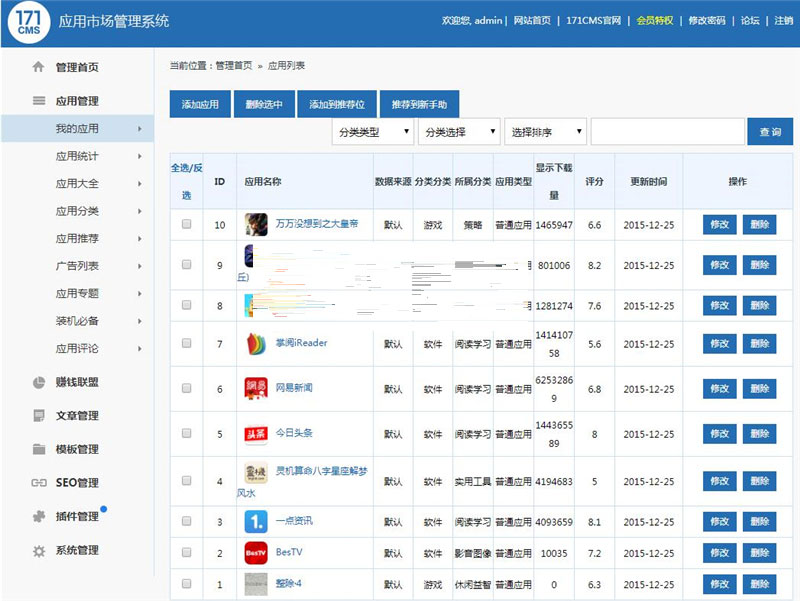 171
CMS
应用市场管理系统
欢迎您, admin | 网站首页 | 171CMS官网 | 会员特权 | 修改密码 | 论坛 | 注销
管理首页
应用管理
我的应用
应用统计
应用大全
应用分类
应用推荐
广告列表
应用专题
装机必备
应用评论
赚钱联盟
文章管理
模板管理
SEO管理
插件管理
系统管理
当前位置：管理首页 » 应用列表
添加应用 删除选中 添加到推荐位 推荐到新手助
分类类型 分类选择 选择排序 查 询
全选/反选 ID 应用名称 数据来源 分类分类 所属分类 应用类型 显示下载量 评分 更新时间 操作
10 万万没想到之大皇帝 默认 游戏 策略 普通应用 1465947 6.6 2015-12-25 修改 删除
9 丘) 801006 8.2 2015-12-25 修改 删除
8 1281274 7.6 2015-12-25 修改 删除
7 掌阅iReader 默认 软件 阅读学习 普通应用 141410758 5.6 2015-12-25 修改 删除
6 网易 网易新闻 默认 软件 阅读学习 普通应用 62532869 6.8 2015-12-25 修改 删除
5 头条 今日头条 默认 软件 阅读学习 普通应用 144365589 8 2015-12-25 修改 删除
4 灵机 灵机算命八字星座解梦风水 默认 软件 实用工具 普通应用 4194683 5 2015-12-25 修改 删除
3 1. 一点资讯 默认 软件 阅读学习 普通应用 4093659 8.1 2015-12-25 修改 删除
2 BesTV BesTV 默认 软件 影音图像 普通应用 10035 7.2 2015-12-25 修改 删除
1 整除·4 默认 游戏 休闲益智 普通应用 0 6.3 2015-12-25 修改 删除